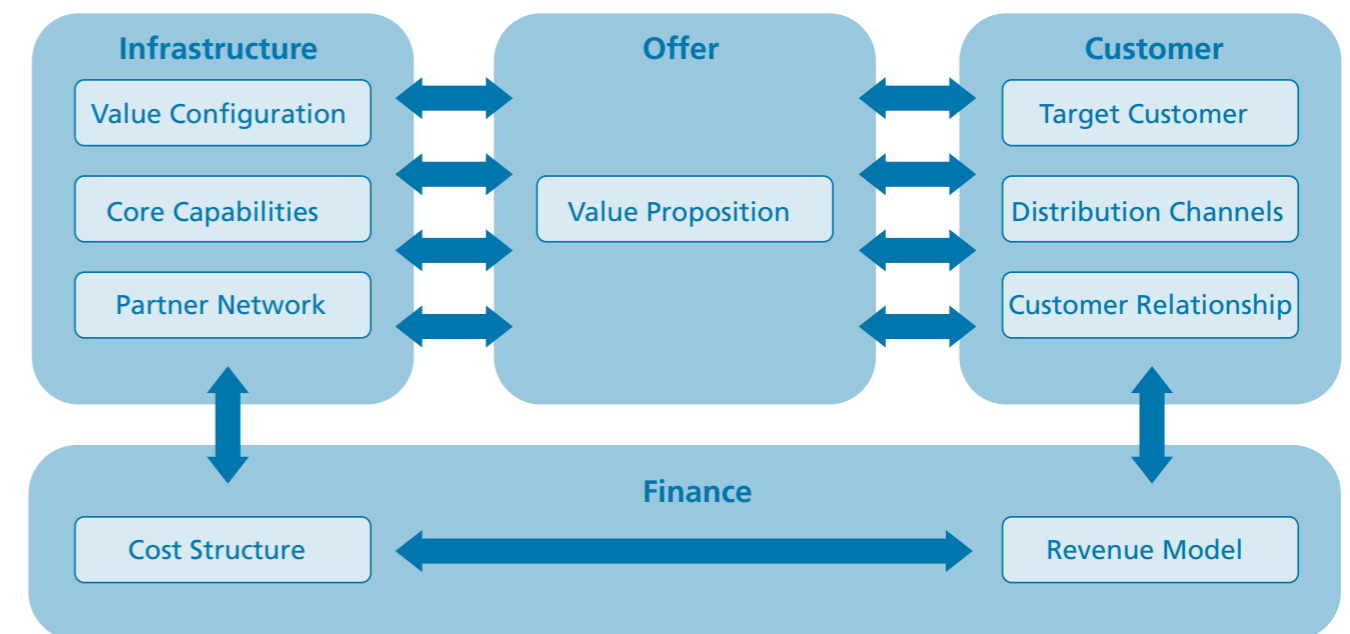 Infrastructure
Value Configuration
Core Capabilities
Partner Network
Offer
Value Proposition
Customer
Target Customer
Distribution Channels
Customer Relationship
Finance
Cost Structure
Revenue Model